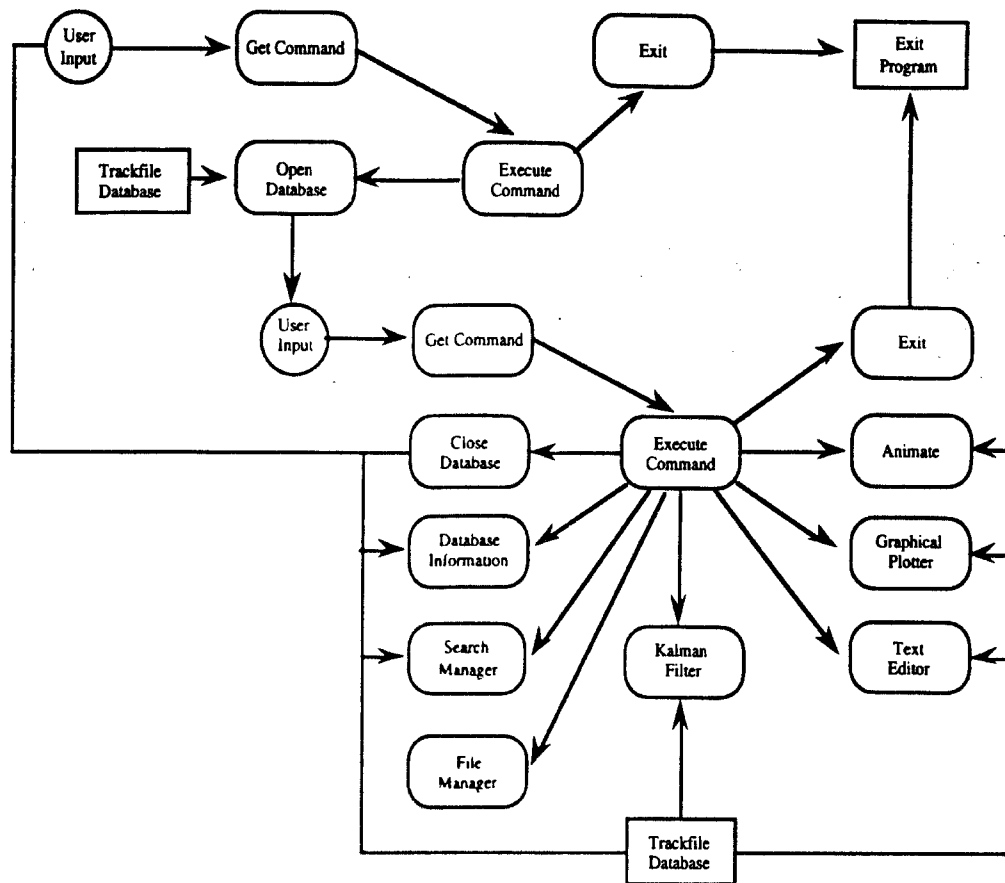 User
Input
Get Command
Exit
Exit
Program
Trackfile
Database
Open
Database
Execute
Command
User
Input
Get Command
Exit
Close
Database
Execute
Command
Animate
Database
Information
Graphical
Plotter
Search
Manager
Kalman
Filter
Text
Editor
File
Manager
Trackfile
Database